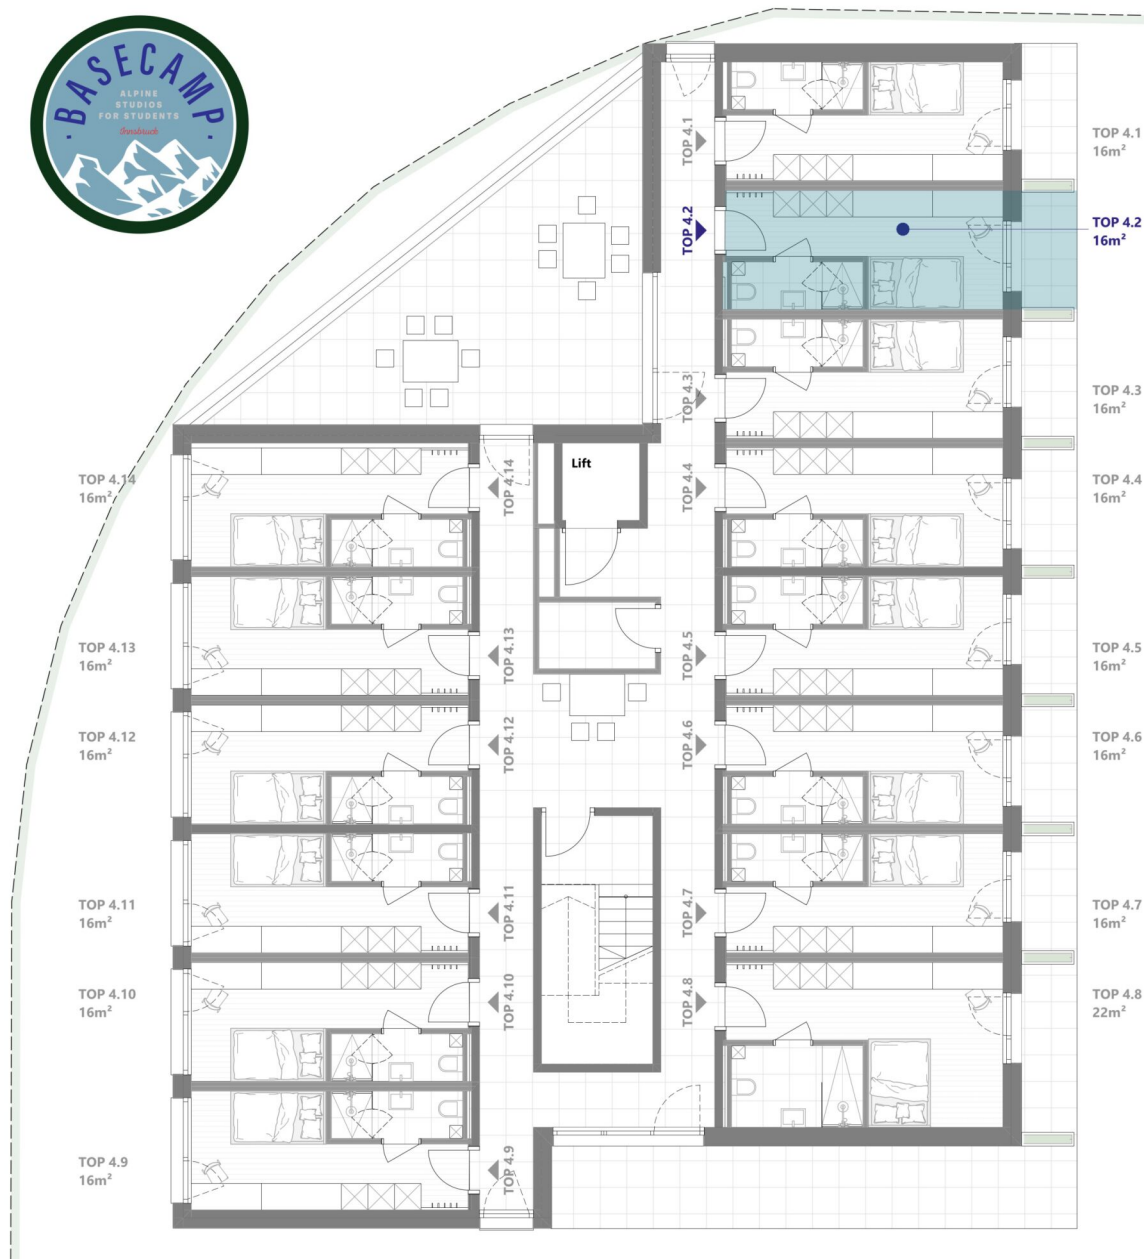 BASECAMP
ALPINE
STUDIOS
FOR STUDENTS
Innsbruck
TOP 4.1
TOP 4.1
16m²
TOP 4.2
TOP 4.2
16m²
TOP 4.3
TOP 4.3
16m²
Lift
TOP 4.14
16m²
TOP 4.14
TOP 4.4
TOP 4.4
16m²
TOP 4.13
16m²
TOP 4.13
TOP 4.5
TOP 4.5
16m²
TOP 4.12
16m²
TOP 4.12
TOP 4.6
TOP 4.6
16m²
TOP 4.11
16m²
TOP 4.11
TOP 4.7
TOP 4.7
16m²
TOP 4.10
16m²
TOP 4.10
TOP 4.8
TOP 4.8
22m²
TOP 4.9
16m²
TOP 4.9